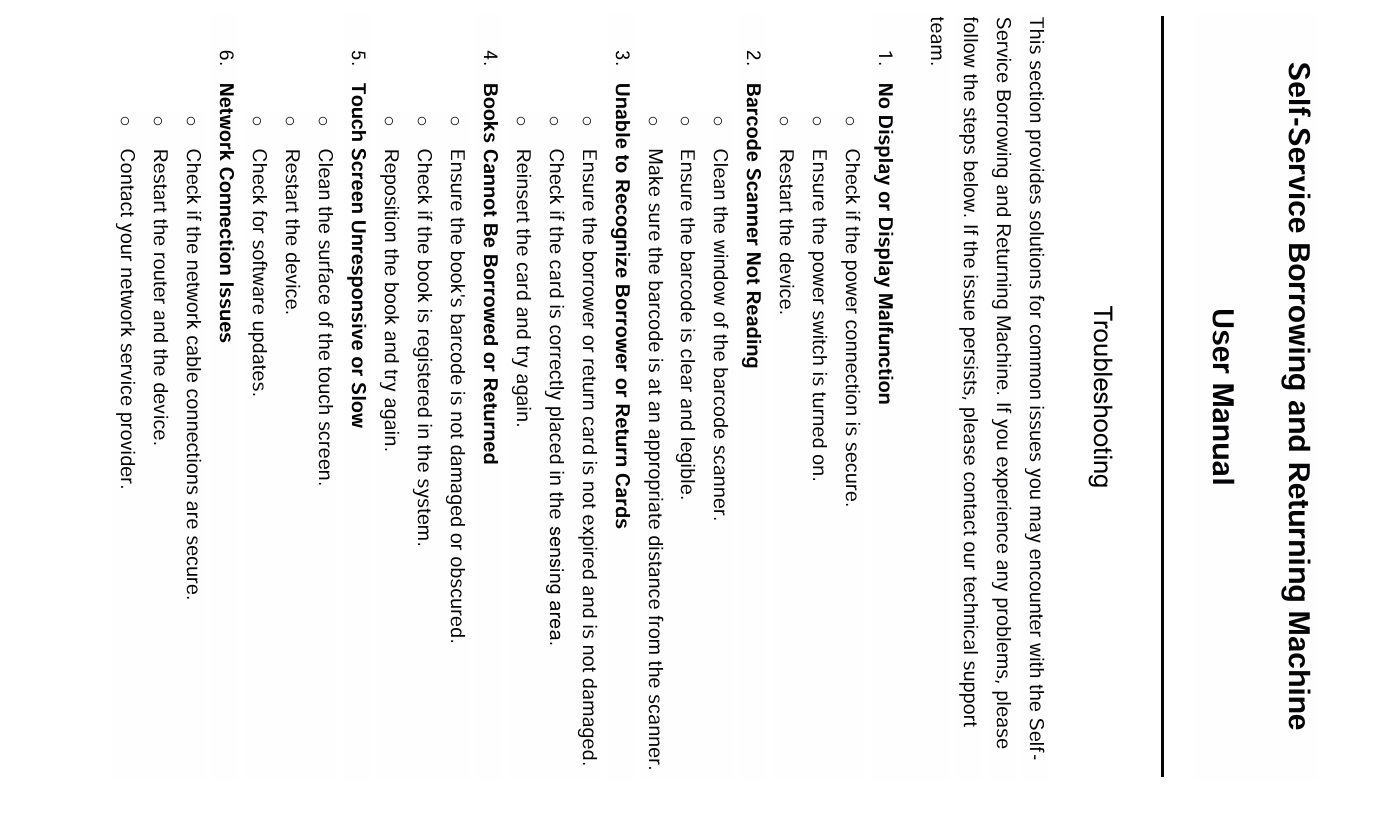 Self-Service Borrowing and Returning Machine
User Manual
Troubleshooting
This section provides solutions for common issues you may encounter with the Self-
Service Borrowing and Returning Machine. If you experience any problems, please
follow the steps below. If the issue persists, please contact our technical support
team.
1. No Display or Display Malfunction
o Check if the power connection is secure.
o Ensure the power switch is turned on.
o Restart the device.
2. Barcode Scanner Not Reading
o Clean the window of the barcode scanner.
o Ensure the barcode is clear and legible.
o Make sure the barcode is at an appropriate distance from the scanner.
3. Unable to Recognize Borrower or Return Cards
o Ensure the borrower or return card is not expired and is not damaged.
o Check if the card is correctly placed in the sensing area.
o Reinsert the card and try again.
4. Books Cannot Be Borrowed or Returned
o Ensure the book's barcode is not damaged or obscured.
o Check if the book is registered in the system.
o Reposition the book and try again.
5. Touch Screen Unresponsive or Slow
o Clean the surface of the touch screen.
o Restart the device.
o Check for software updates.
6. Network Connection Issues
o Check if the network cable connections are secure.
o Restart the router and the device.
o Contact your network service provider.